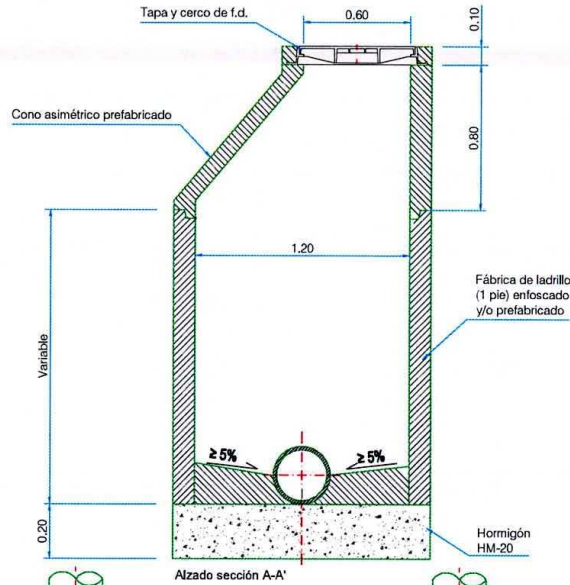 Tapa y cerco de f.d.
0.60
0.10
Cono asimétrico prefabricado
0.80
1.20
Fábrica de ladrillo
(1 pie) enfoscado
y/o prefabricado
Variable
≥5%
≥5%
0.20
Hormigón
HM-20
Alzado sección A-A'